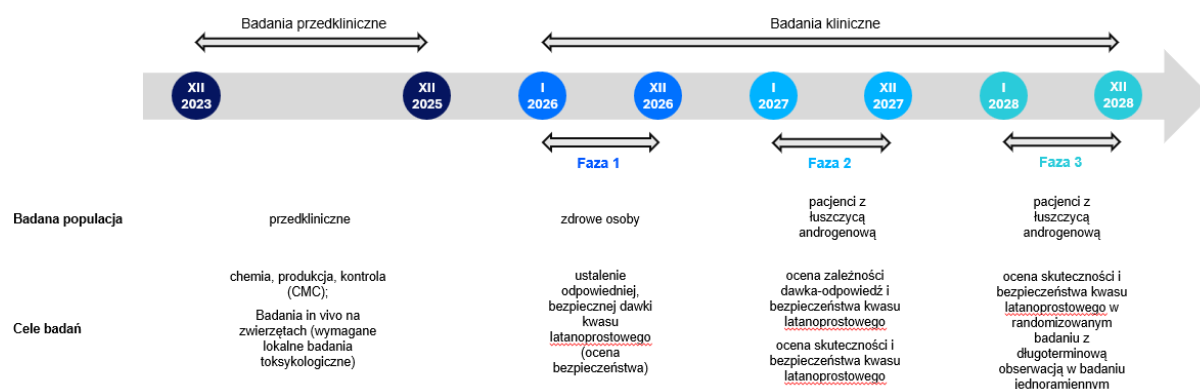 Badania przedkliniczne
Badania kliniczne
XII
2023
XII
2025
I
2026
XII
2026
I
2027
XII
2027
I
2028
XII
2028
Faza 1
Faza 2
Faza 3
Badana populacja
przedkliniczne
zdrowe osoby
pacjenci z
łuszczycą
androgenową
pacjenci z
łuszczycą
androgenową
Cele badań
chemia, produkcja, kontrola
(CMC);
Badania in vivo na
zwierzętach (wymagane
lokalne badania
toksykologiczne)
ustalenie
odpowiedniej,
bezpiecznej dawki
kwasu
latanoprostowego
(ocena
bezpieczeństwa)
ocena zależności
dawka-odpowiedź i
bezpieczeństwa kwasu
latanoprostowego
ocena skuteczności i
bezpieczeństwa kwasu
latanoprostowego
ocena skuteczności i
bezpieczeństwa kwasu
latanoprostowego w
randomizowanym
badaniu z
długoterminową
obserwacją w badaniu
jednoramiennym